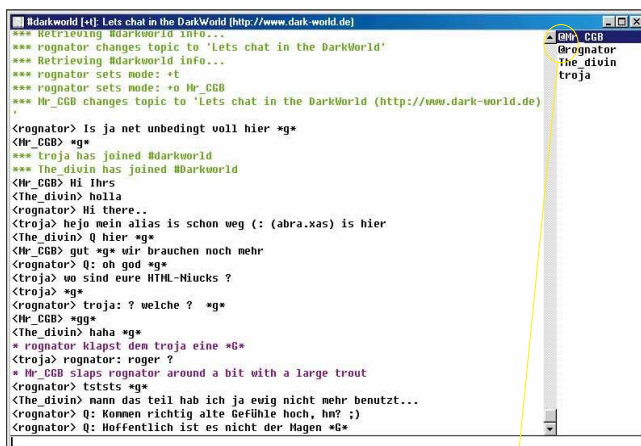 #darkworld [+t]: Lets chat in the DarkWorld (http://www.dark-world.de)
*** Retrieving #darkworld info...
*** rognator changes topic to 'Lets chat in the DarkWorld'
*** Retrieving #darkworld info...
*** rognator sets mode: +t
*** rognator sets mode: +o Mr_CGB
*** Mr_CGB changes topic to 'Lets chat in the DarkWorld (http://www.dark-world.de)
'
<rognator> Is ja net unbedingt voll hier *g*
<Mr_CGB> *g*
*** troja has joined #darkworld
*** The_divin has joined #Darkworld
<Mr_CGB> Hi Ihrs
<The_divin> holla
<rognator> Hi there..
<troja> hejo mein alias is schon weg (: (abra.xas) is hier
<The_divin> Q hier *g*
<Mr_CGB> gut *g* wir brauchen noch mehr
<rognator> Q: oh god *g*
<troja> wo sind eure HTML-Niucks ?
<troja> *g*
<rognator> troja: ? welche ?  *g*
<Mr_CGB> *gg*
<The_divin> haha *g*
* rognator klapst dem troja eine *G*
<troja> rognator: roger ?
* Mr_CGB slaps rognator around a bit with a large trout
<rognator> tststs *g*
<The_divin> mann das teil hab ich ja ewig nicht mehr benutzt...
<rognator> Q: Kommen richtig alte Gefühle hoch, hm? ;)
<rognator> Q: Hoffentlich ist es nicht der Magen *G*
@Mr_CGB
@rognator
The_divin
troja